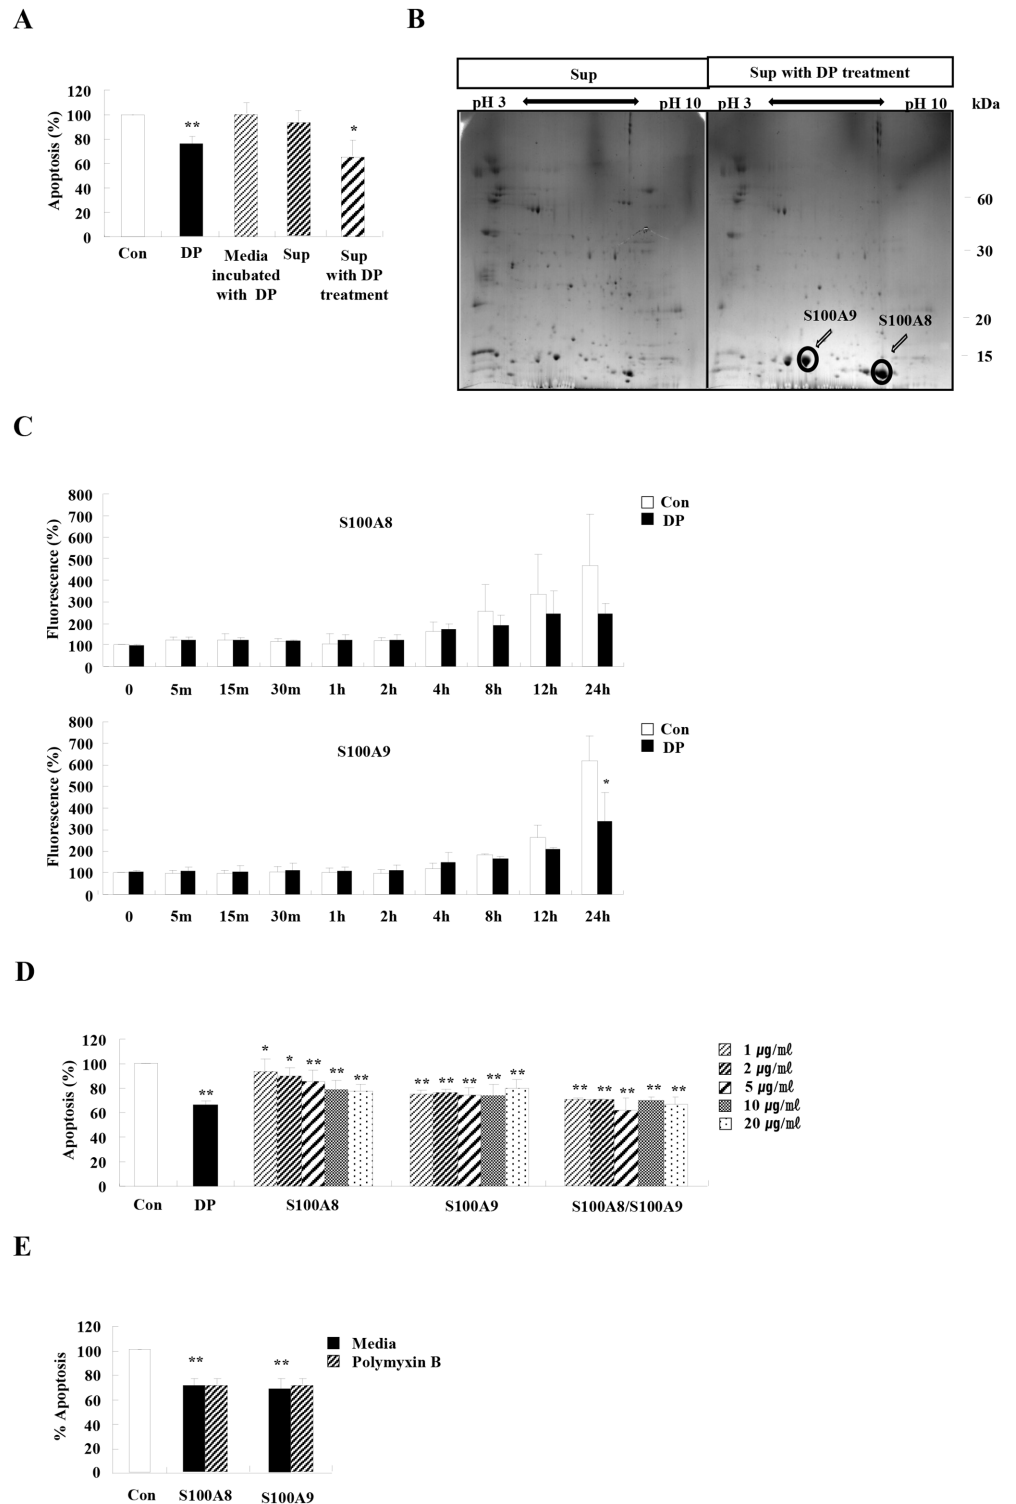 A
120
100
80
60
40
20
0
Apoptosis (%)
**
*
Con
DP
Media
incubated
with DP
Sup
Sup
with DP
treatment
B
Sup
Sup with DP treatment
pH 3
pH 10
pH 3
pH 10
kDa
60
30
20
15
S100A9
S100A8
C
800
700
600
500
400
300
200
100
0
Fluorescence (%)
S100A8
Con
DP
0 5m 15m 30m 1h 2h 4h 8h 12h 24h
800
700
600
500
400
300
200
100
0
Fluorescence (%)
S100A9
Con
DP
*
0 5m 15m 30m 1h 2h 4h 8h 12h 24h
D
120
100
80
60
40
20
0
Apoptosis (%)
**
* * ** ** **
** ** ** ** **
** ** ** ** **
1 µg/㎖
2 µg/㎖
5 µg/㎖
10 µg/㎖
20 µg/㎖
Con DP S100A8 S100A9 S100A8/S100A9
E
120
100
80
60
40
20
0
% Apoptosis
** **
Media
Polymyxin B
Con S100A8 S100A9